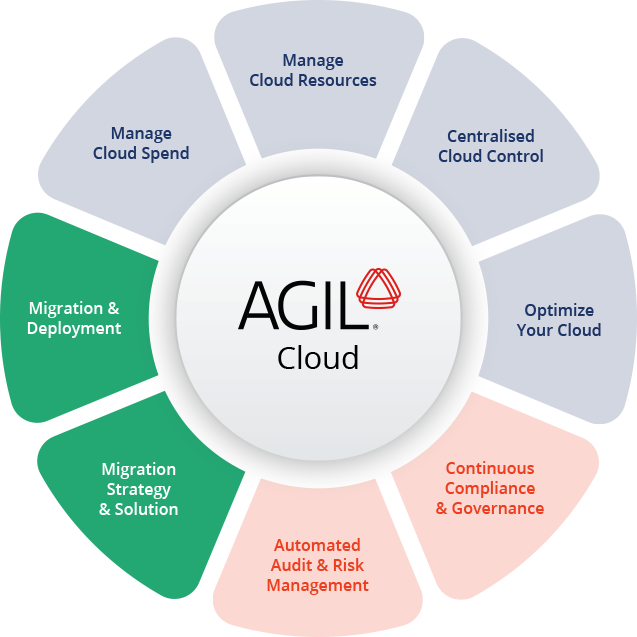 Manage
Cloud Resources
Centralised
Cloud Control
Optimize
Your Cloud
Continuous
Compliance
& Governance
Automated
Audit & Risk
Management
Migration
Strategy
& Solution
Migration &
Deployment
Manage
Cloud Spend
AGIL®
Cloud